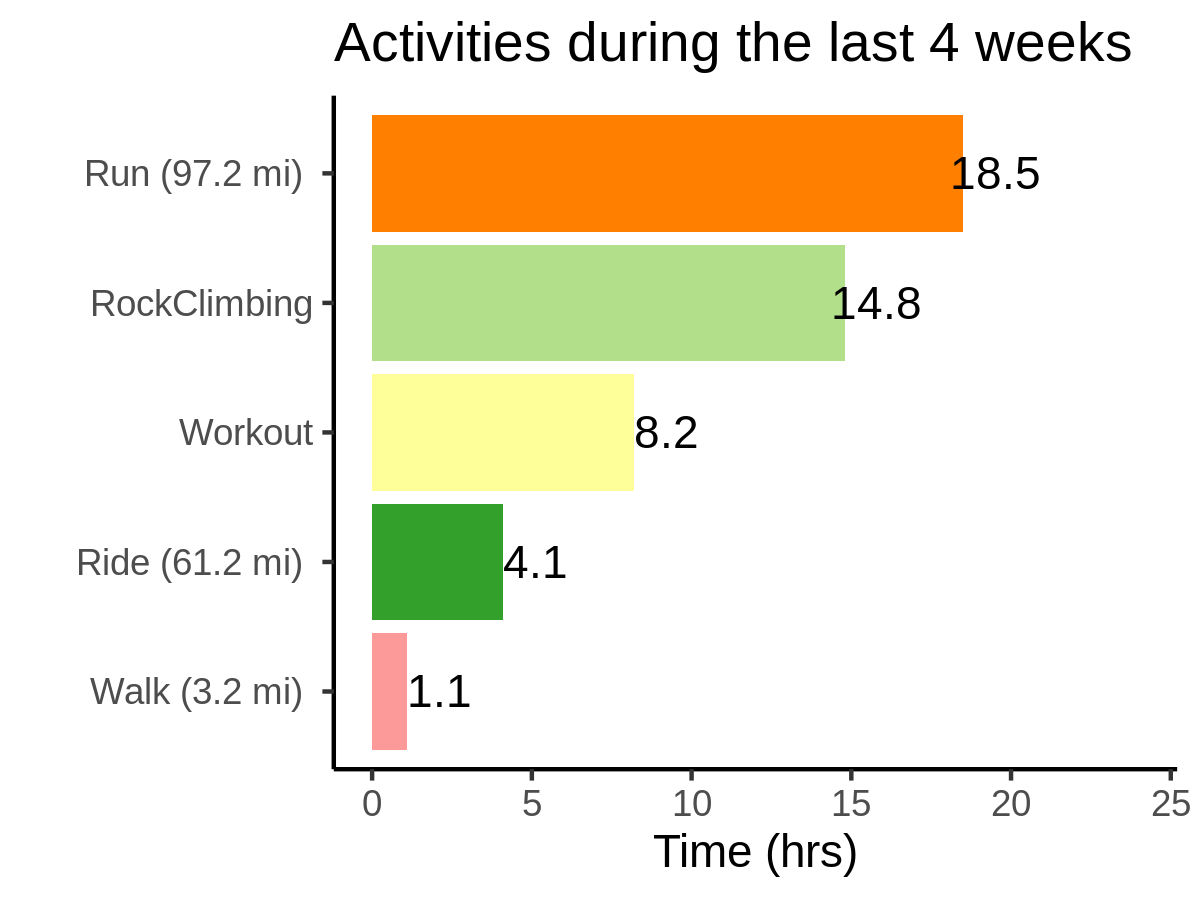 Activities during the last 4 weeks
Run (97.2 mi)
18.5
RockClimbing
14.8
Workout
8.2
Ride (61.2 mi)
4.1
Walk (3.2 mi)
1.1
0 5 10 15 20 25
Time (hrs)